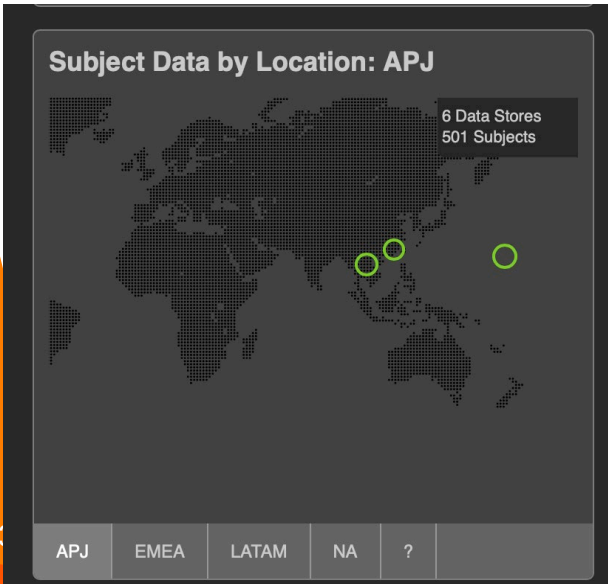 Subject Data by Location: APJ
6 Data Stores
501 Subjects
APJ EMEA LATAM NA ?